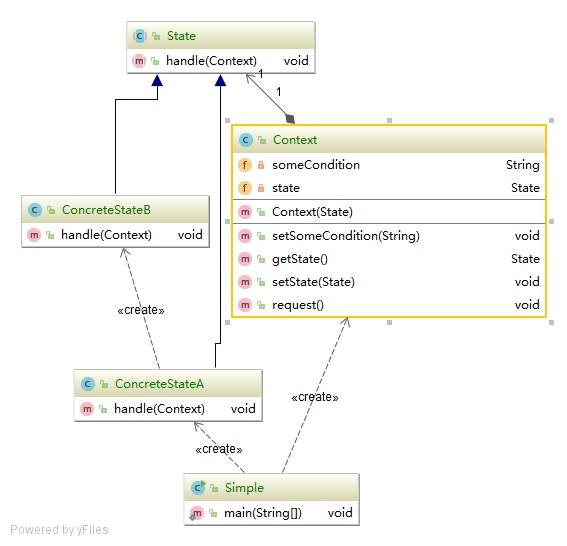 State
handle(Context) void
1
1
Context
someCondition String
state State
Context(State)
setSomeCondition(String) void
getState() State
setState(State) void
request() void
ConcreteStateB
handle(Context) void
«create»
ConcreteStateA
handle(Context) void
«create»
«create»
Simple
main(String[]) void
Powered by yFiles